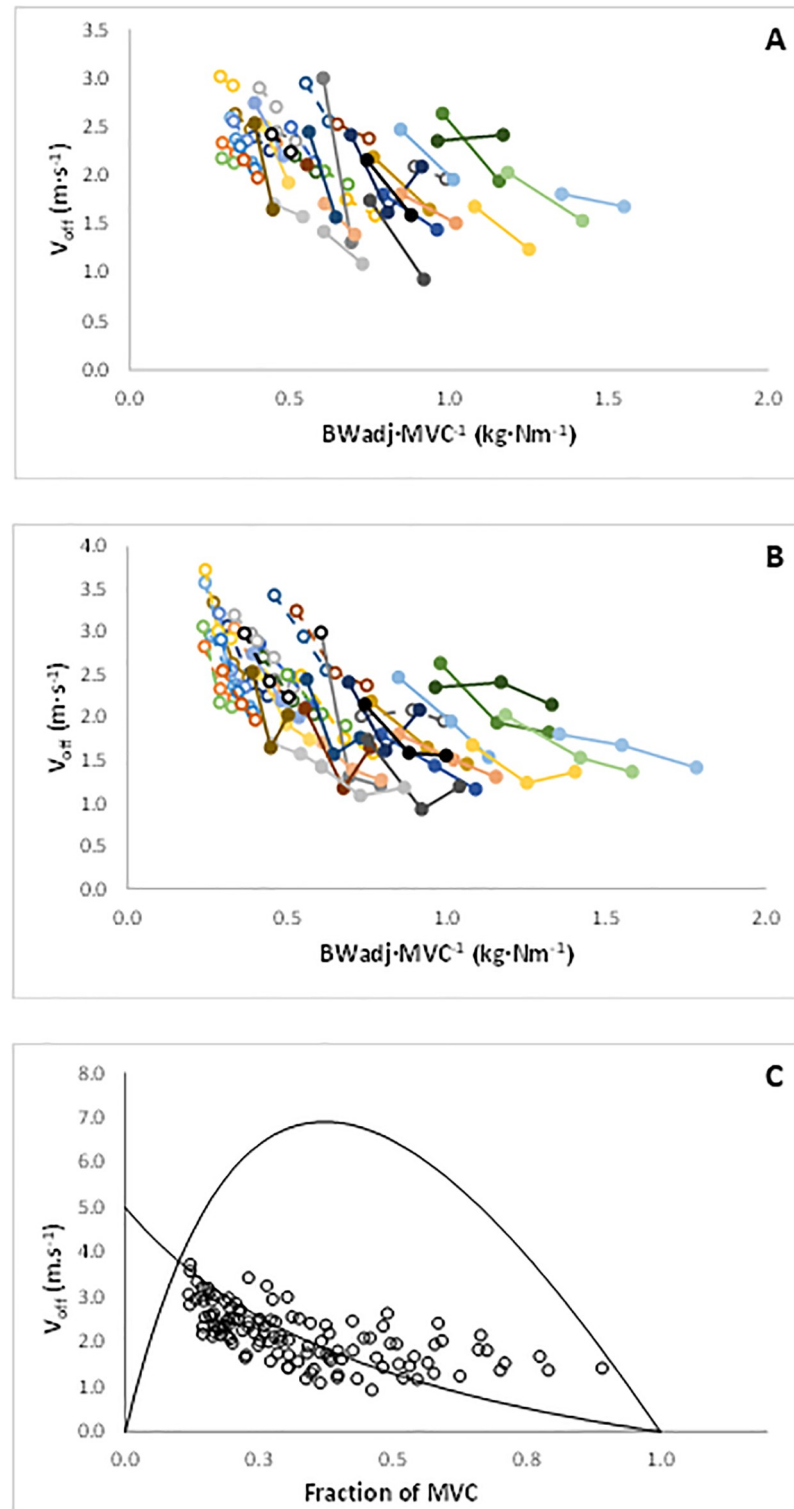 A
3.5
3.0
2.5
2.0
1.5
1.0
0.5
0.0
Voff (m·s-1)
0.0 0.5 1.0 1.5 2.0
BWadj·MVC-1 (kg·Nm-1)
B
4.0
3.5
3.0
2.5
2.0
1.5
1.0
0.5
0.0
Voff (m·s-1)
0.0 0.5 1.0 1.5 2.0
BWadj·MVC-1 (kg·Nm-1)
C
8.0
7.0
6.0
5.0
4.0
3.0
2.0
1.0
0.0
Voff (m.s-1)
0.0 0.3 0.5 0.8 1.0
Fraction of MVC